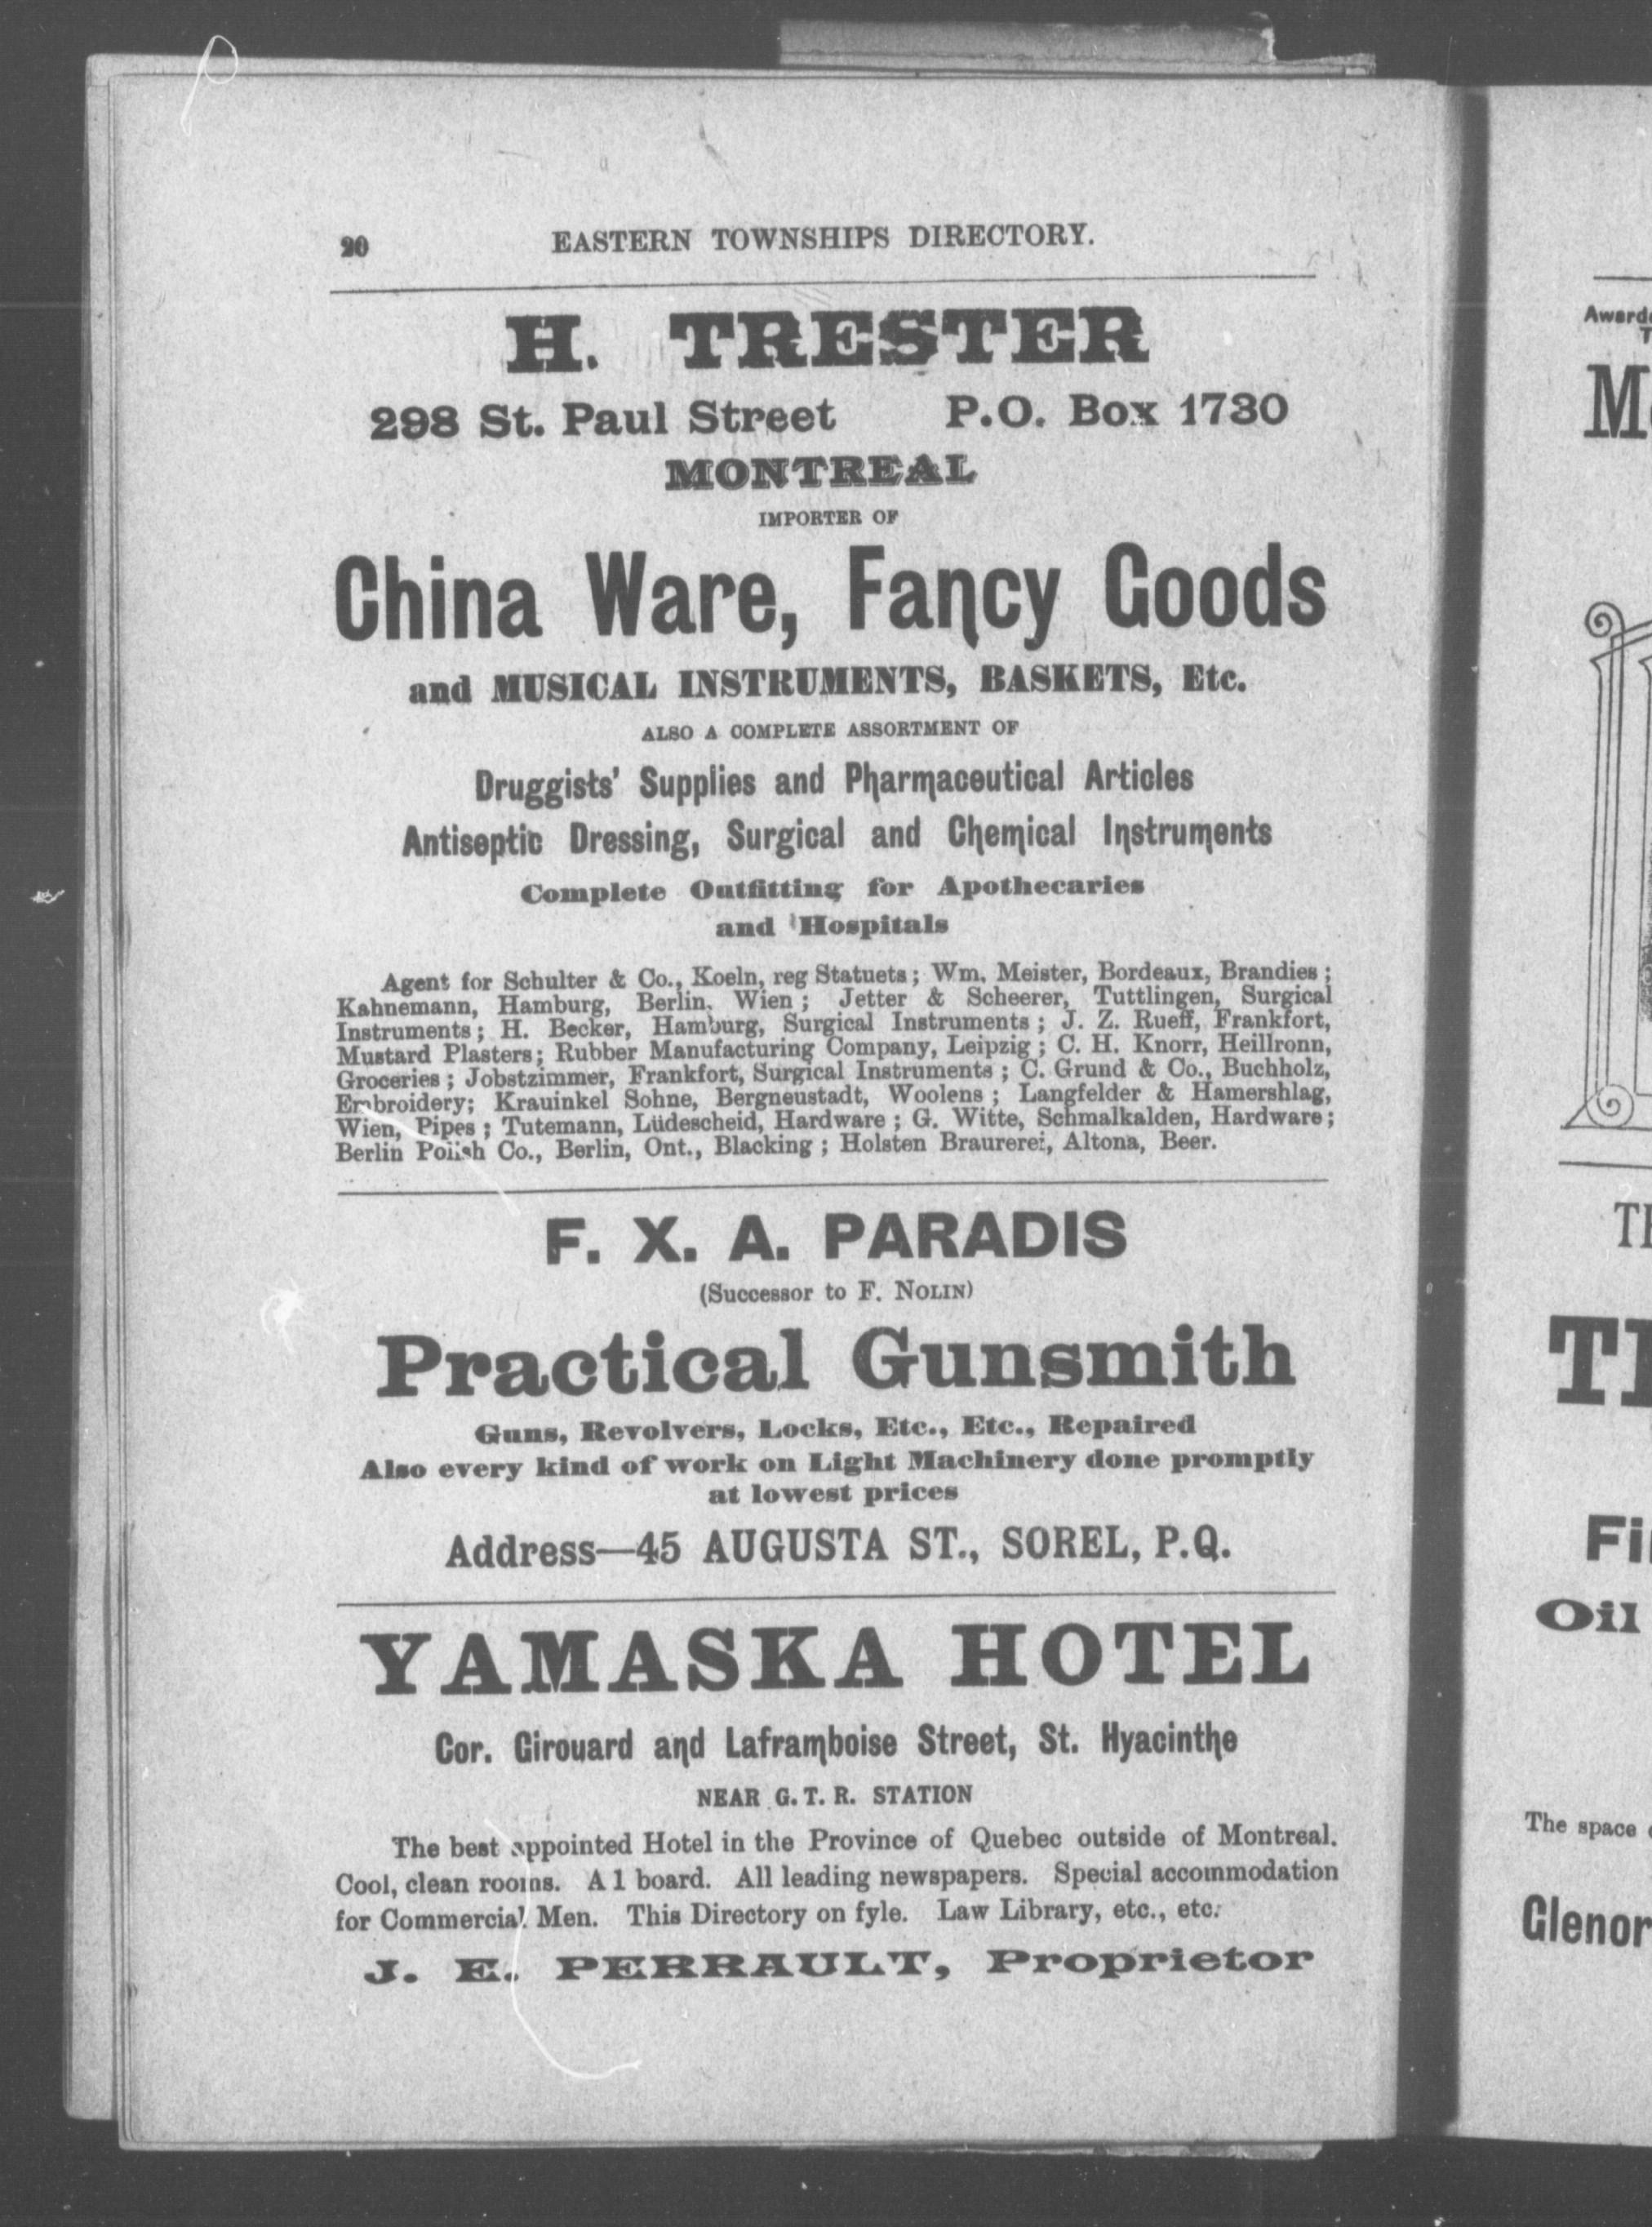 20 EASTERN TOWNSHIPS DIRECTORY.
H. TRESTER
298 St. Paul Street P.O. Box 1730
MONTREAL
IMPORTER OF
China Ware, Fancy Goods
and MUSICAL INSTRUMENTS, BASKETS, Etc.
ALSO A COMPLETE ASSORTMENT OF
Druggists' Supplies and Pharmaceutical Articles
Antiseptic Dressing, Surgical and Chemical Instruments
Complete Outfitting for Apothecaries
and Hospitals
Agent for Schulter & Co., Koeln, reg Statuets; Wm. Meister, Bordeaux, Brandies;
Kahnemann, Hamburg, Berlin, Wien; Jetter & Scheerer, Tuttlingen, Surgical
Instruments; H. Becker, Hamburg, Surgical Instruments; J. Z. Rueff, Frankfort,
Mustard Plasters; Rubber Manufacturing Company, Leipzig; C. H. Knorr, Heillronn,
Groceries; Jobstzimmer, Frankfort, Surgical Instruments; C. Grund & Co., Buchholz,
Embroidery; Krauinkel Sohne, Bergneustadt, Woolens; Langfelder & Hamershlag,
Wien, Pipes; Tutemann, Lüdescheid, Hardware; G. Witte, Schmalkalden, Hardware;
Berlin Polish Co., Berlin, Ont., Blacking; Holsten Braurerei, Altona, Beer.
F. X. A. PARADIS
(Successor to F. NOLIN)
Practical Gunsmith
Guns, Revolvers, Locks, Etc., Etc., Repaired
Also every kind of work on Light Machinery done promptly
at lowest prices
Address—45 AUGUSTA ST., SOREL, P.Q.
YAMASKA HOTEL
Cor. Girouard and Laframboise Street, St. Hyacinthe
NEAR G. T. R. STATION
The best appointed Hotel in the Province of Quebec outside of Montreal.
Cool, clean rooms. A 1 board. All leading newspapers. Special accommodation
for Commercial Men. This Directory on fyle. Law Library, etc., etc.
J. E. PERRAULT, Proprietor
Fi
Oil
The space
Glenor